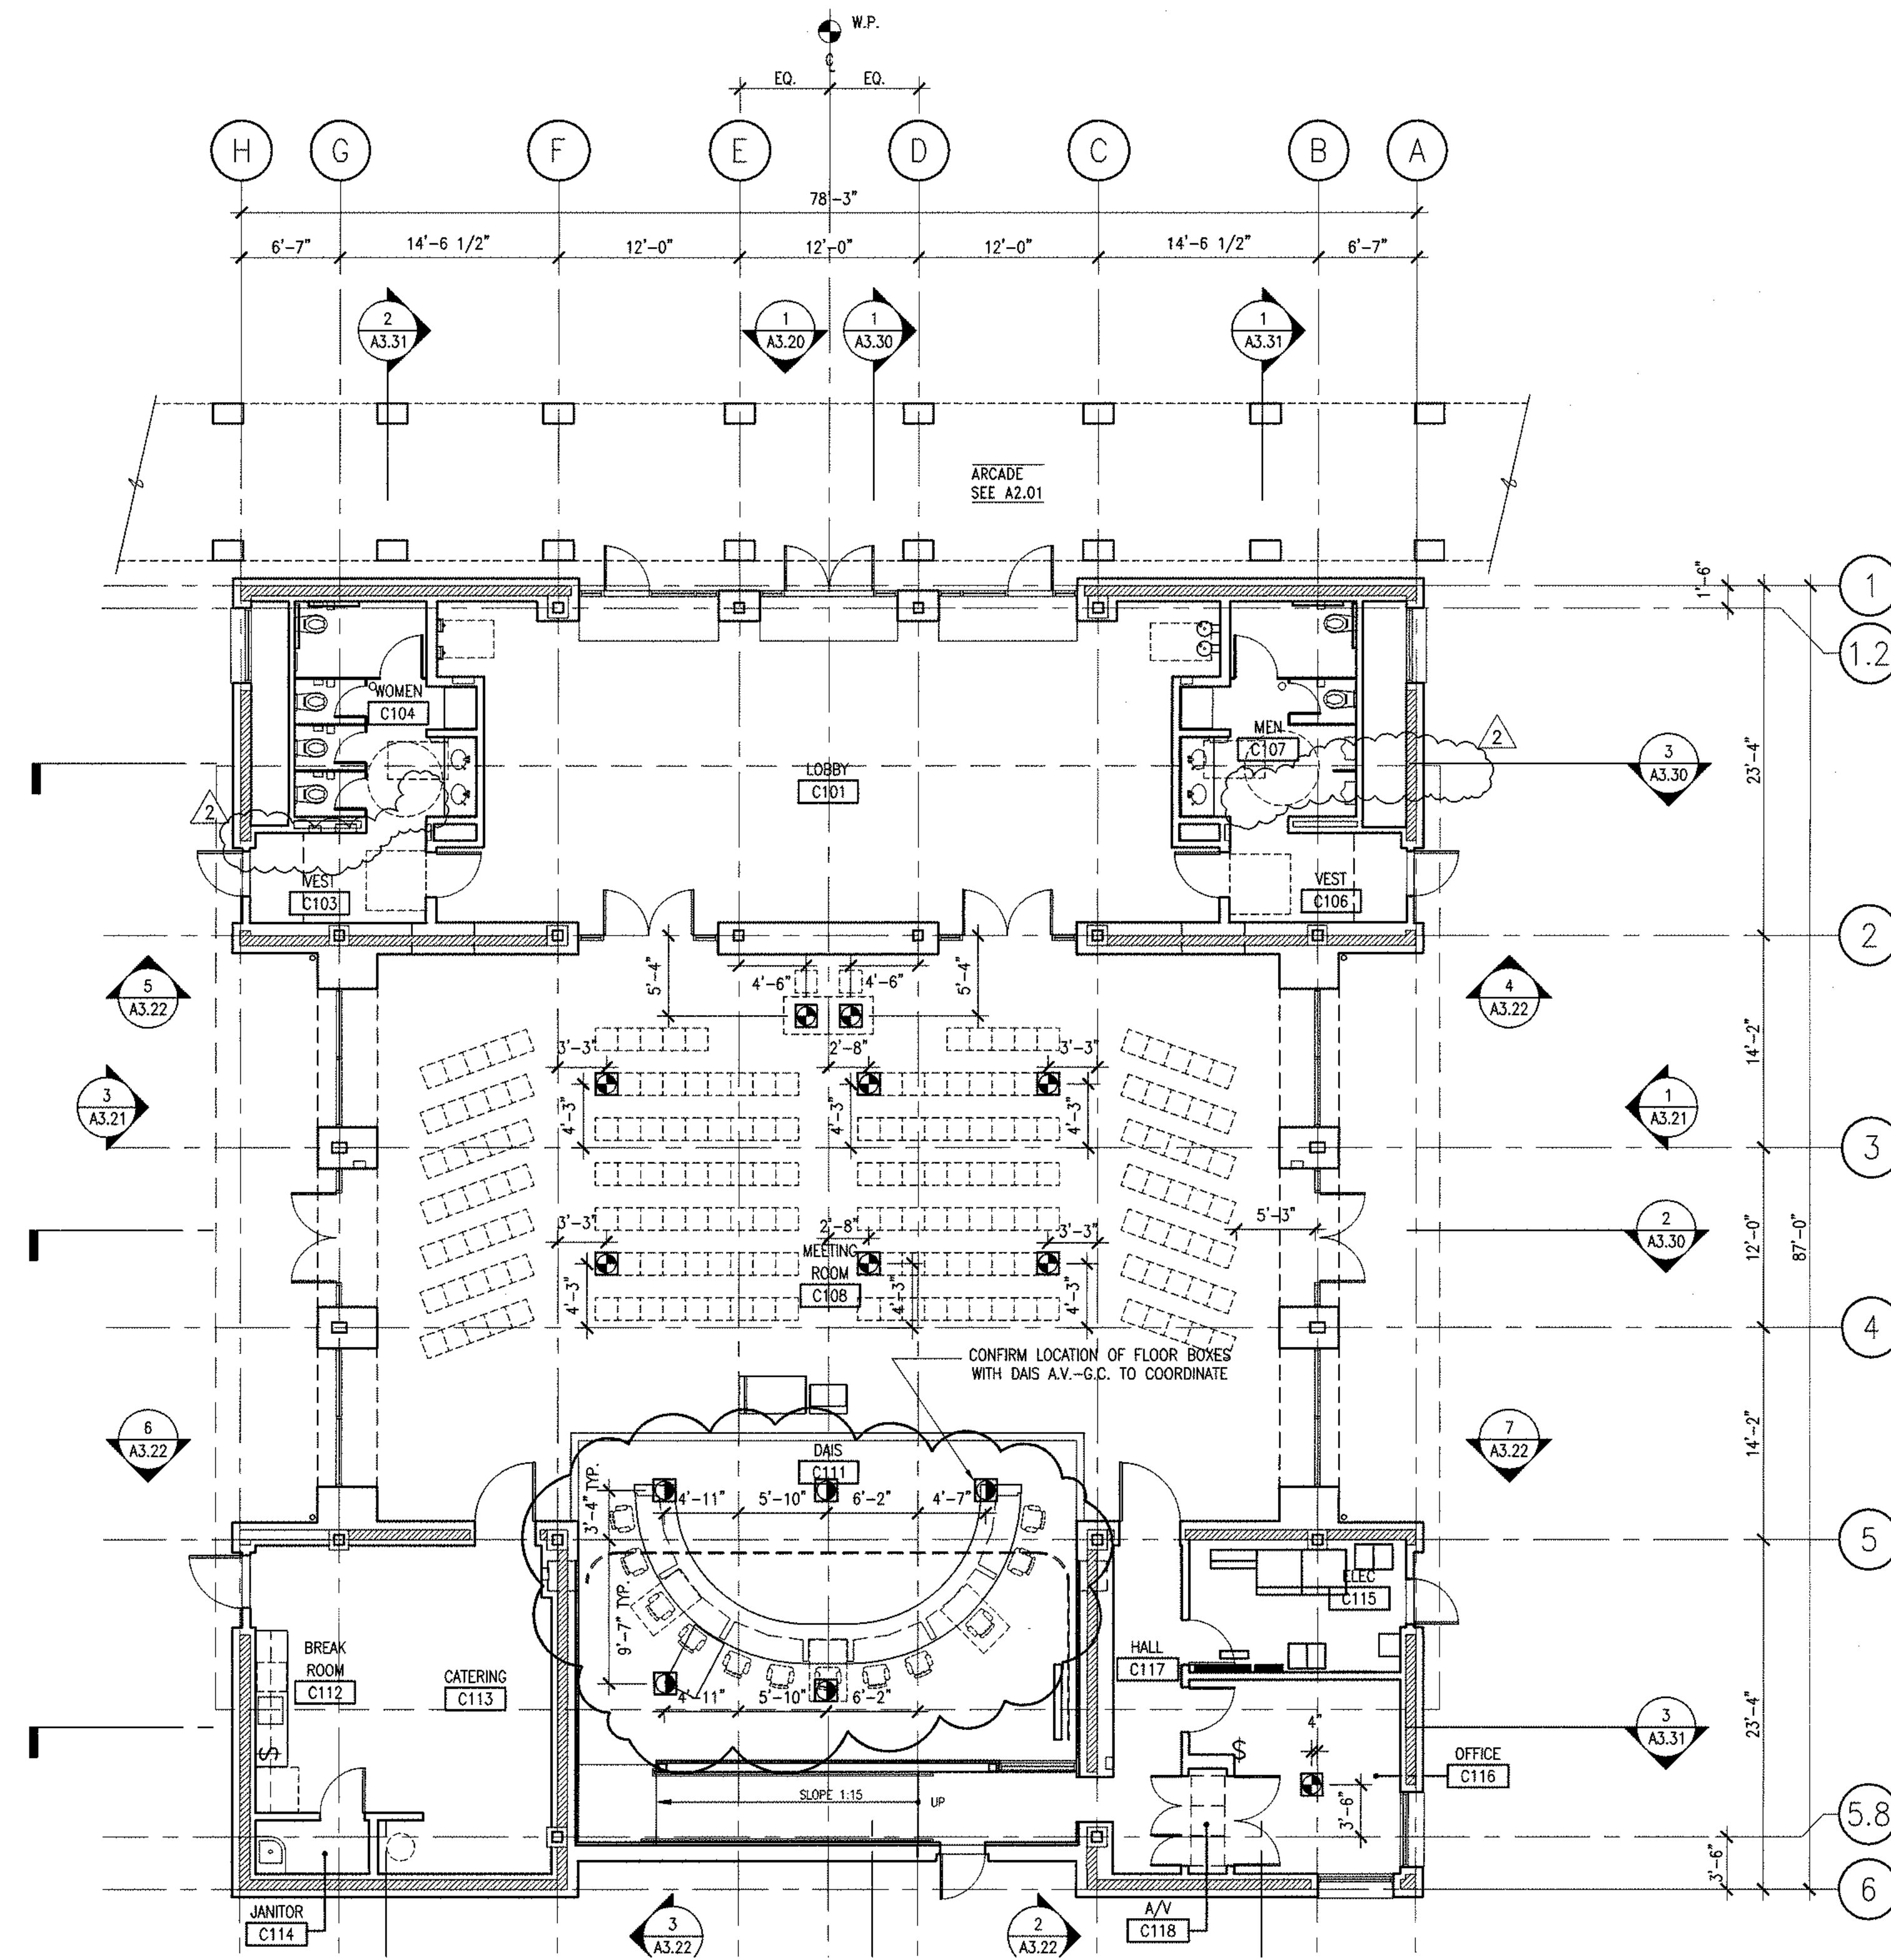 W.P.
℄
EQ. EQ.
H G F E D C B A
78'-3"
6'-7" 14'-6 1/2" 12'-0" 12'-0" 12'-0" 14'-6 1/2" 6'-7"
2
A3.31
1
A3.20
1
A3.30
1
A3.31
ARCADE
SEE A2.01
1
1'-6"
1.2
WOMEN
C104
MEN
C107
2
3
A3.30
23'-4"
LOBBY
C101
2
VEST
C103
VEST
C106
2
5'-4"
4'-6" 4'-6"
5'-4"
5
A3.22
4
A3.22
14'-2"
3'-3" 2'-8" 3'-3"
4'-3" 4'-3" 4'-3"
3
A3.21
1
A3.21
3
3'-3" 2'-8" 3'-3"
5'-3"
2
A3.30
12'-0"
87'-0"
MEETING
ROOM
C108
4'-3" 4'-3" 4'-3"
4
CONFIRM LOCATION OF FLOOR BOXES
WITH DAIS A.V.-G.C. TO COORDINATE
6
A3.22
7
A3.22
14'-2"
DAIS
C111
3'-4" TYP.
4'-11" 5'-10" 6'-2" 4'-7"
5
9'-7" TYP.
ELEC
C115
BREAK
ROOM
C112
CATERING
C113
HALL
C117
4'-11" 5'-10" 6'-2"
4"
3
A3.31
23'-4"
OFFICE
C116
SLOPE 1:15
UP
3'-6"
5.8
3'-6"
6
JANITOR
C114
3
A3.22
2
A3.22
A/V
C118